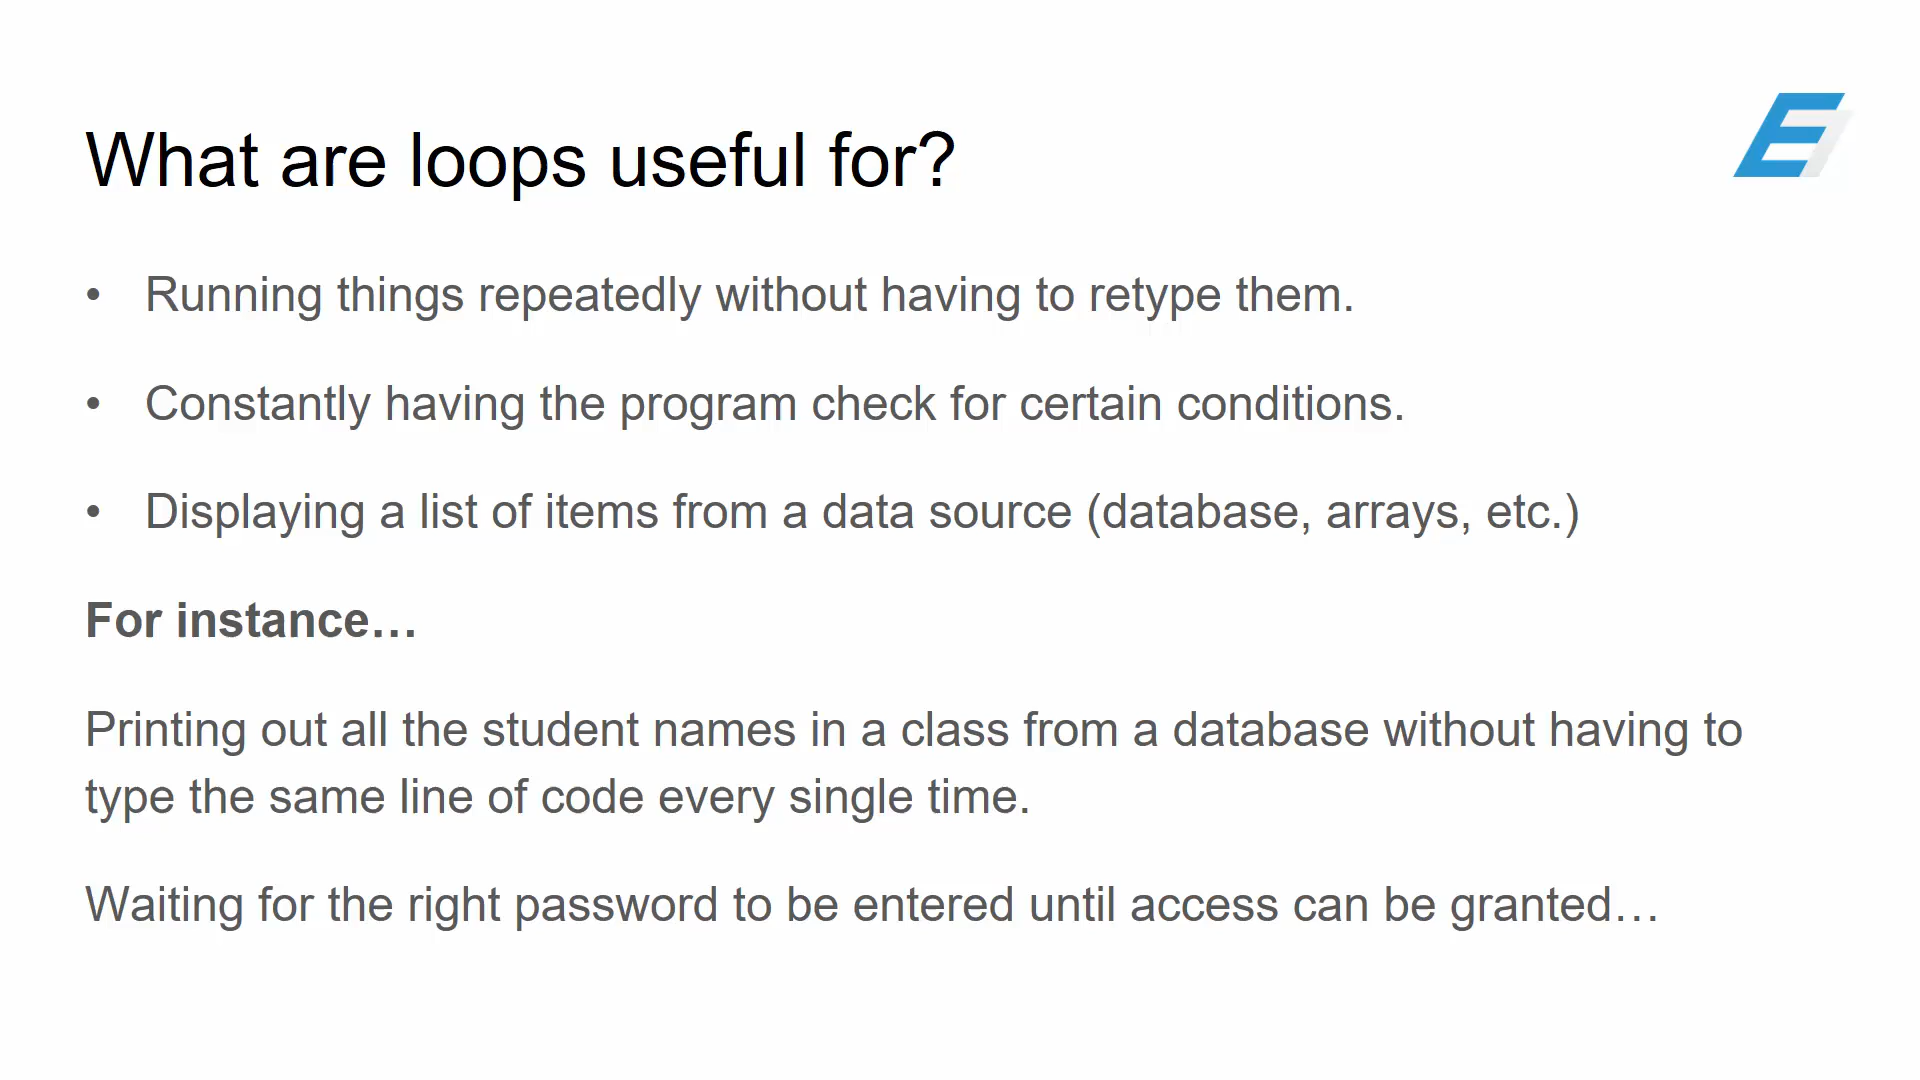 What are loops useful for?
• Running things repeatedly without having to retype them.
• Constantly having the program check for certain conditions.
• Displaying a list of items from a data source (database, arrays, etc.)
For instance…
Printing out all the student names in a class from a database without having to
type the same line of code every single time.
Waiting for the right password to be entered until access can be granted…